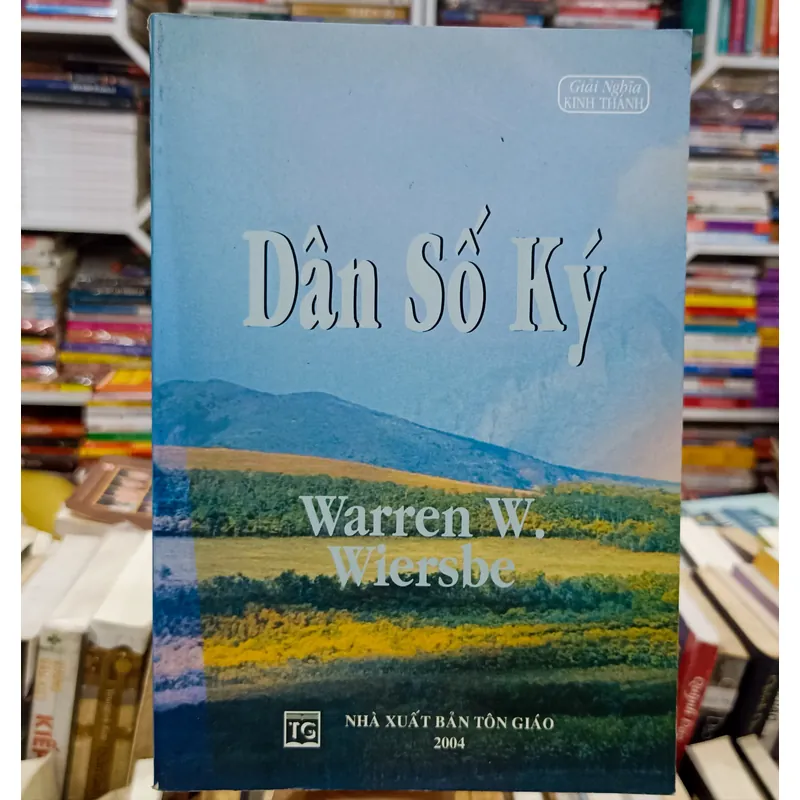 Giải Nghĩa
KINH THÁNH
Dân Số Ký
Warren W.
Wiersbe
TG
NHÀ XUẤT BẢN TÔN GIÁO
2004